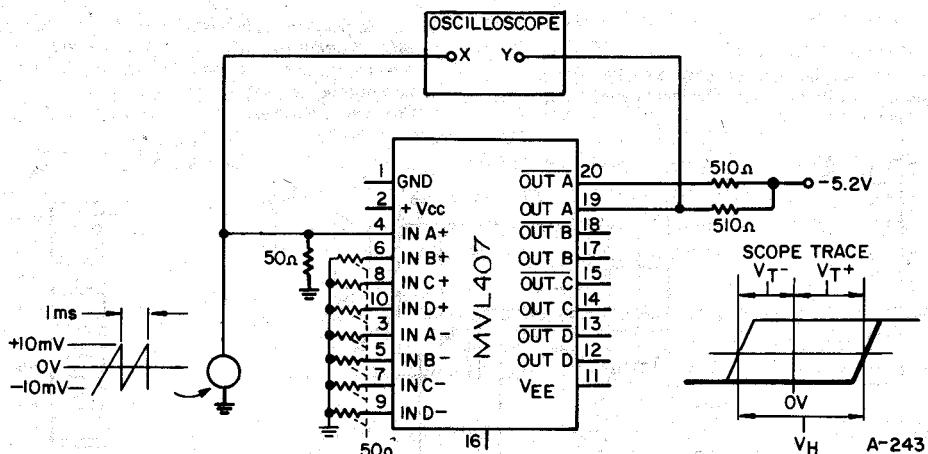 OSCILLOSCOPE
X Y
1 GND
2 +Vcc
4 IN A+
6 IN B+
8 IN C+
10 IN D+
3 IN A-
5 IN B-
7 IN C-
9 IN D-
16
MVL407
OUT A 20
OUT A 19
OUT B 18
OUT B 17
OUT C 15
OUT C 14
OUT D 13
OUT D 12
VEE 11
510Ω
510Ω
-5.2V
50Ω
50Ω
1ms
+10mV
0V
-10mV
SCOPE TRACE
VT- VT+
0V
VH
A-243